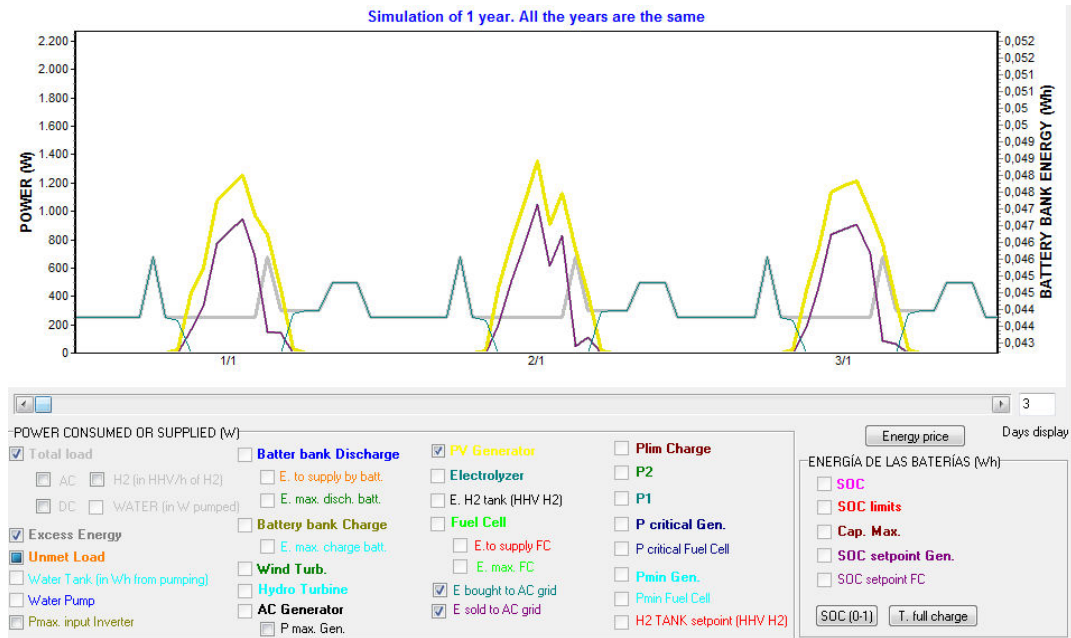 Simulation of 1 year. All the years are the same
POWER (W)
2.200
2.000
1.800
1.600
1.400
1.200
1.000
800
600
400
200
0
1/1
2/1
3/1
0,052
0,052
0,051
0,051
0,05
0,05
0,049
0,048
0,048
0,047
0,047
0,046
0,046
0,045
0,045
0,044
0,044
0,043
BATTERY BANK ENERGY (Wh)
3
Days display
Energy price
POWER CONSUMED OR SUPPLIED (W)
Total load
AC
H2 (in HHV/h of H2)
DC
WATER (in W pumped)
Excess Energy
Unmet Load
Water Tank (in Wh from pumping)
Water Pump
Pmax. input Inverter
Batter bank Discharge
E. to supply by batt.
E. max. disch. batt.
Battery bank Charge
E. max. charge batt.
Wind Turb.
Hydro Turbine
AC Generator
P max. Gen.
PV Generator
Electrolyzer
E. H2 tank (HHV H2)
Fuel Cell
E.to supply FC
E. max. FC
E bought to AC grid
E sold to AC grid
Plim Charge
P2
P1
P critical Gen.
P critical Fuel Cell
Pmin Gen.
Pmin Fuel Cell
H2 TANK setpoint (HHV H2)
ENERGÍA DE LAS BATERÍAS (Wh)
SOC
SOC limits
Cap. Max.
SOC setpoint Gen.
SOC setpoint FC
SOC (0-1)
T. full charge